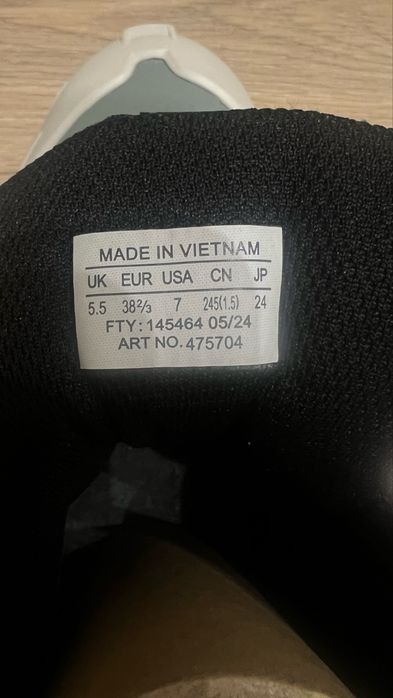 MADE IN VIETNAM
UK EUR USA CN JP
5.5 38⅔ 7 245(1.5) 24
FTY: 145464 05/24
ART NO. 475704